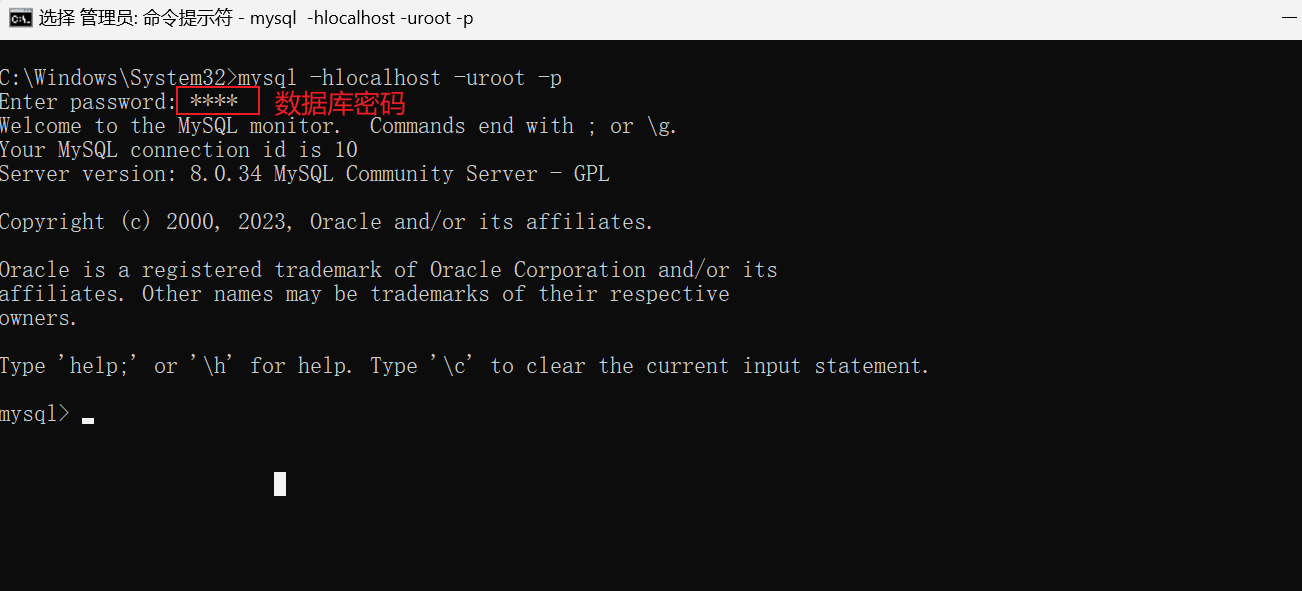 选择 管理员: 命令提示符 - mysql  -hlocalhost -uroot -p
C:\Windows\System32>mysql -hlocalhost -uroot -p
Enter password: **** 数据库密码
Welcome to the MySQL monitor.  Commands end with ; or \g.
Your MySQL connection id is 10
Server version: 8.0.34 MySQL Community Server - GPL
Copyright (c) 2000, 2023, Oracle and/or its affiliates.
Oracle is a registered trademark of Oracle Corporation and/or its
affiliates. Other names may be trademarks of their respective
owners.
Type 'help;' or '\h' for help. Type '\c' to clear the current input statement.
mysql>